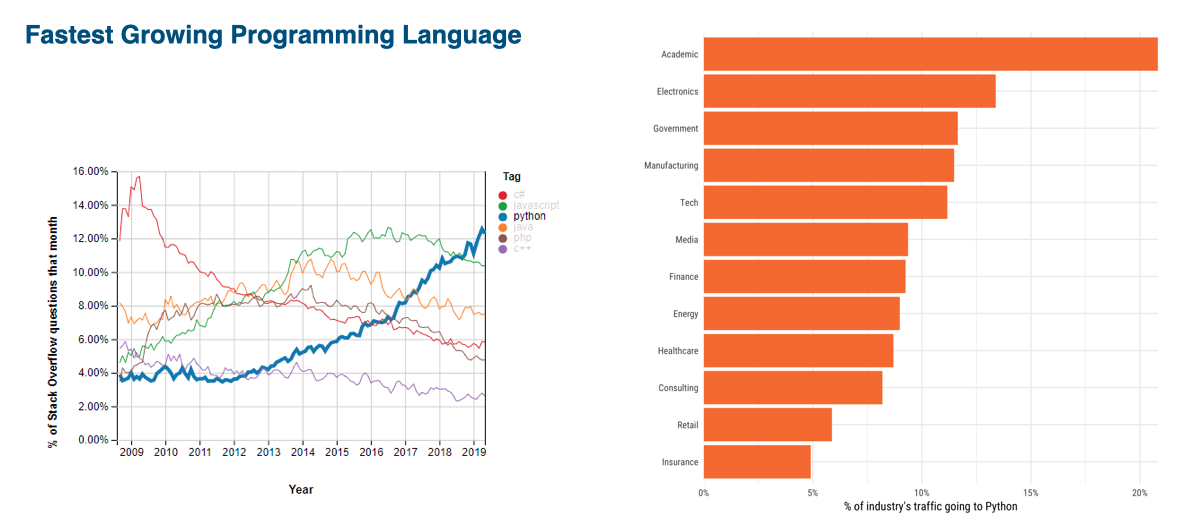 Fastest Growing Programming Language
% of Stack Overflow questions that month
16.00%
14.00%
12.00%
10.00%
8.00%
6.00%
4.00%
2.00%
0.00%
2009 2010 2011 2012 2013 2014 2015 2016 2017 2018 2019
Year
Tag
c#
javascript
python
java
php
c++
Academic
Electronics
Government
Manufacturing
Tech
Media
Finance
Energy
Healthcare
Consulting
Retail
Insurance
0% 5% 10% 15% 20%
% of industry's traffic going to Python